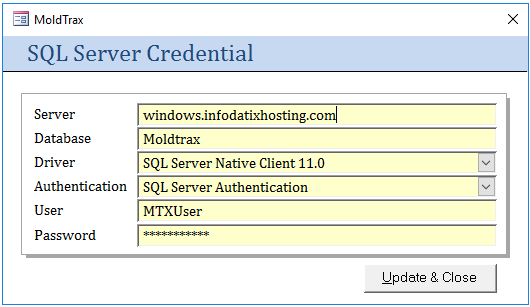 MoldTrax
SQL Server Credential
Server windows.infodatixhosting.com
Database Moldtrax
Driver SQL Server Native Client 11.0
Authentication SQL Server Authentication
User MTXUser
Password ***********
Update & Close